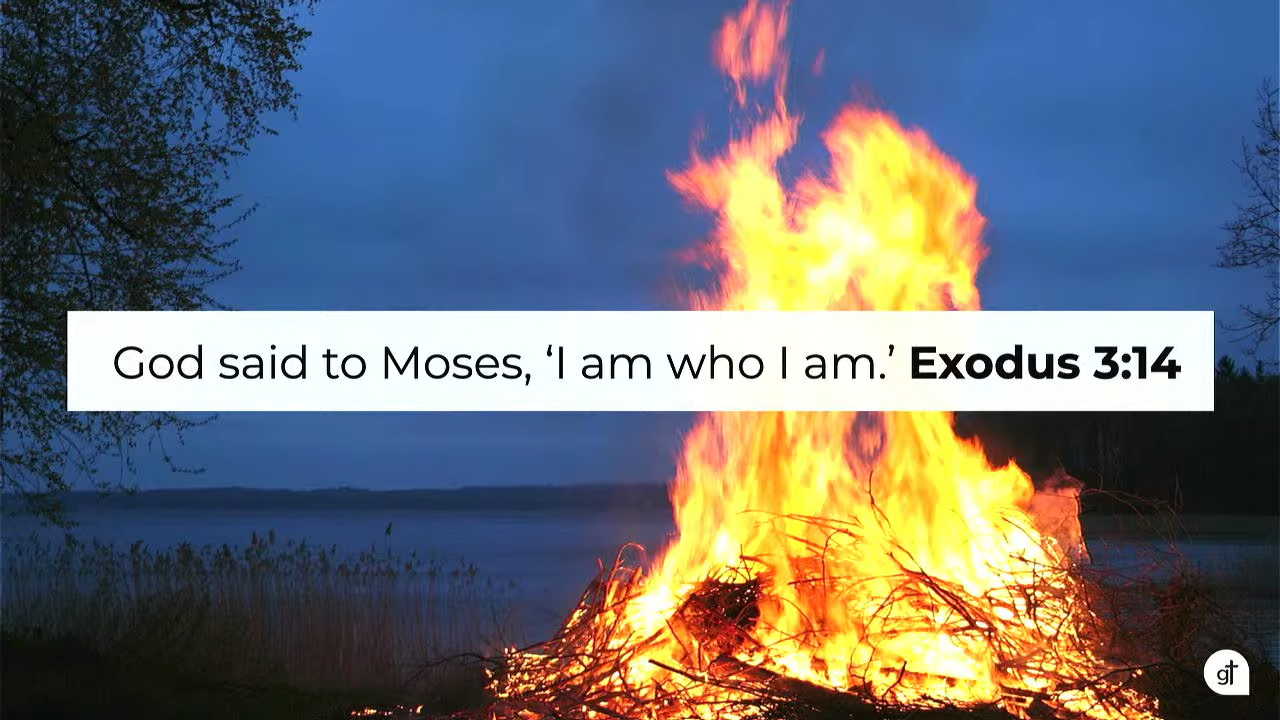 God said to Moses, ‘I am who I am.’ Exodus 3:14
gt